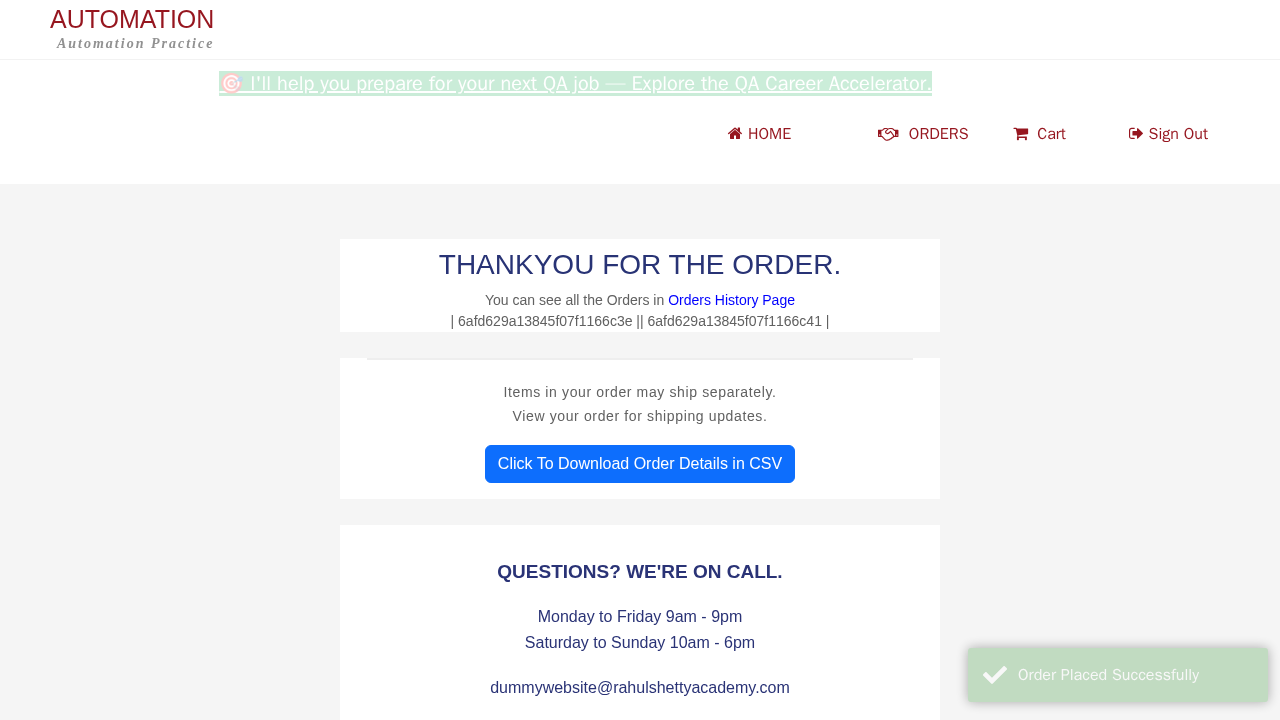 AUTOMATION
Automation Practice
🎯 I'll help you prepare for your next QA job — Explore the QA Career Accelerator.
HOME
ORDERS
Cart
Sign Out
THANKYOU FOR THE ORDER.
You can see all the Orders in Orders History Page
| 6afd629a13845f07f1166c3e || 6afd629a13845f07f1166c41 |
Items in your order may ship separately.
View your order for shipping updates.
Click To Download Order Details in CSV
QUESTIONS? WE'RE ON CALL.
Monday to Friday 9am - 9pm
Saturday to Sunday 10am - 6pm
dummywebsite@rahulshettyacademy.com
Order Placed Successfully